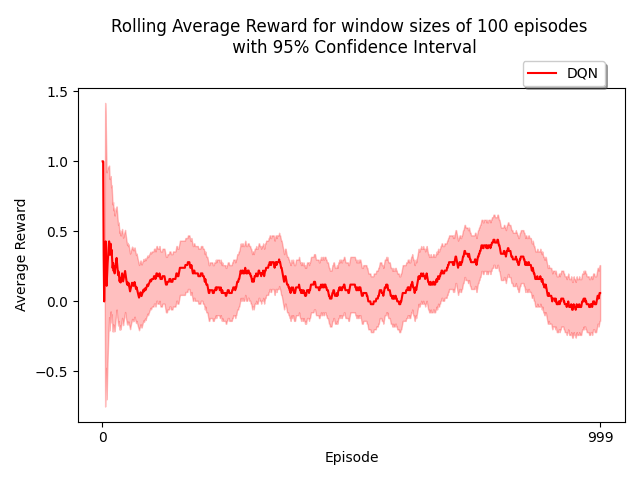 Rolling Average Reward for window sizes of 100 episodes
with 95% Confidence Interval
DQN
1.5
1.0
0.5
0.0
−0.5
Average Reward
0
999
Episode